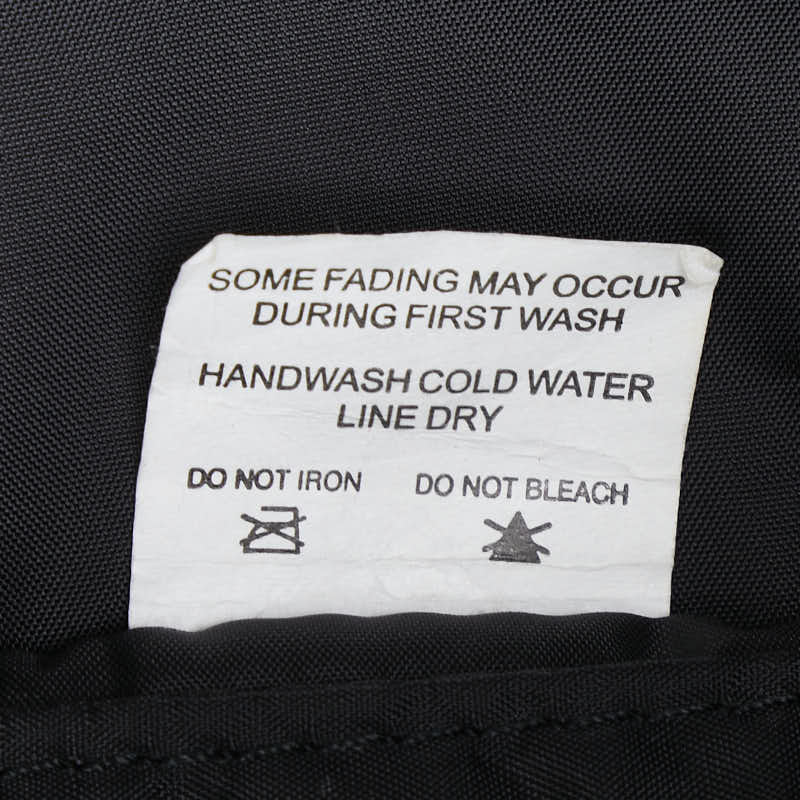 SOME FADING MAY OCCUR
DURING FIRST WASH
HANDWASH COLD WATER
LINE DRY
DO NOT IRON DO NOT BLEACH